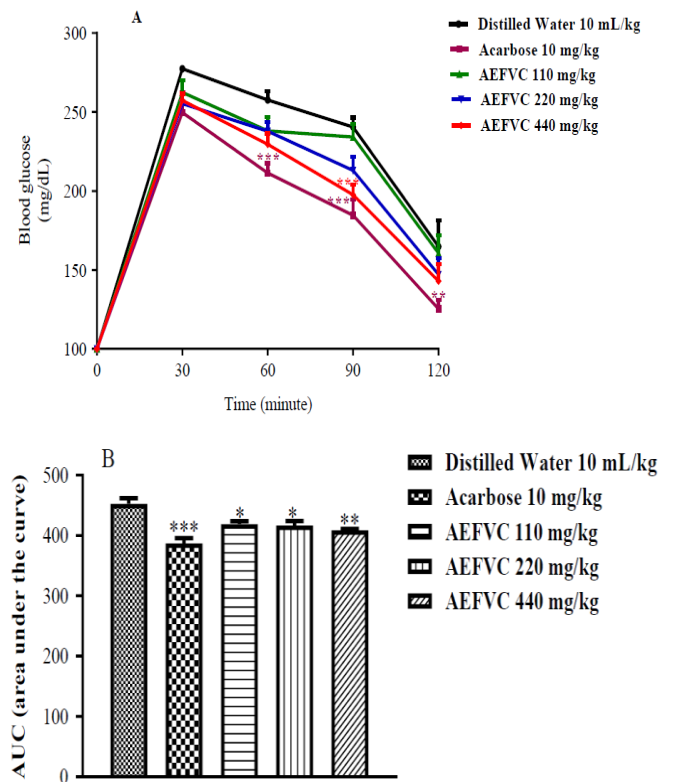 A
300
250
200
150
100
Blood glucose
(mg/dL)
***
***
***
**
0
30
60
90
120
Time (minute)
Distilled Water 10 mL/kg
Acarbose 10 mg/kg
AEFVC 110 mg/kg
AEFVC 220 mg/kg
AEFVC 440 mg/kg
B
500
400
300
200
100
0
AUC (area under the curve)
***
*
*
**
Distilled Water 10 mL/kg
Acarbose 10 mg/kg
AEFVC 110 mg/kg
AEFVC 220 mg/kg
AEFVC 440 mg/kg